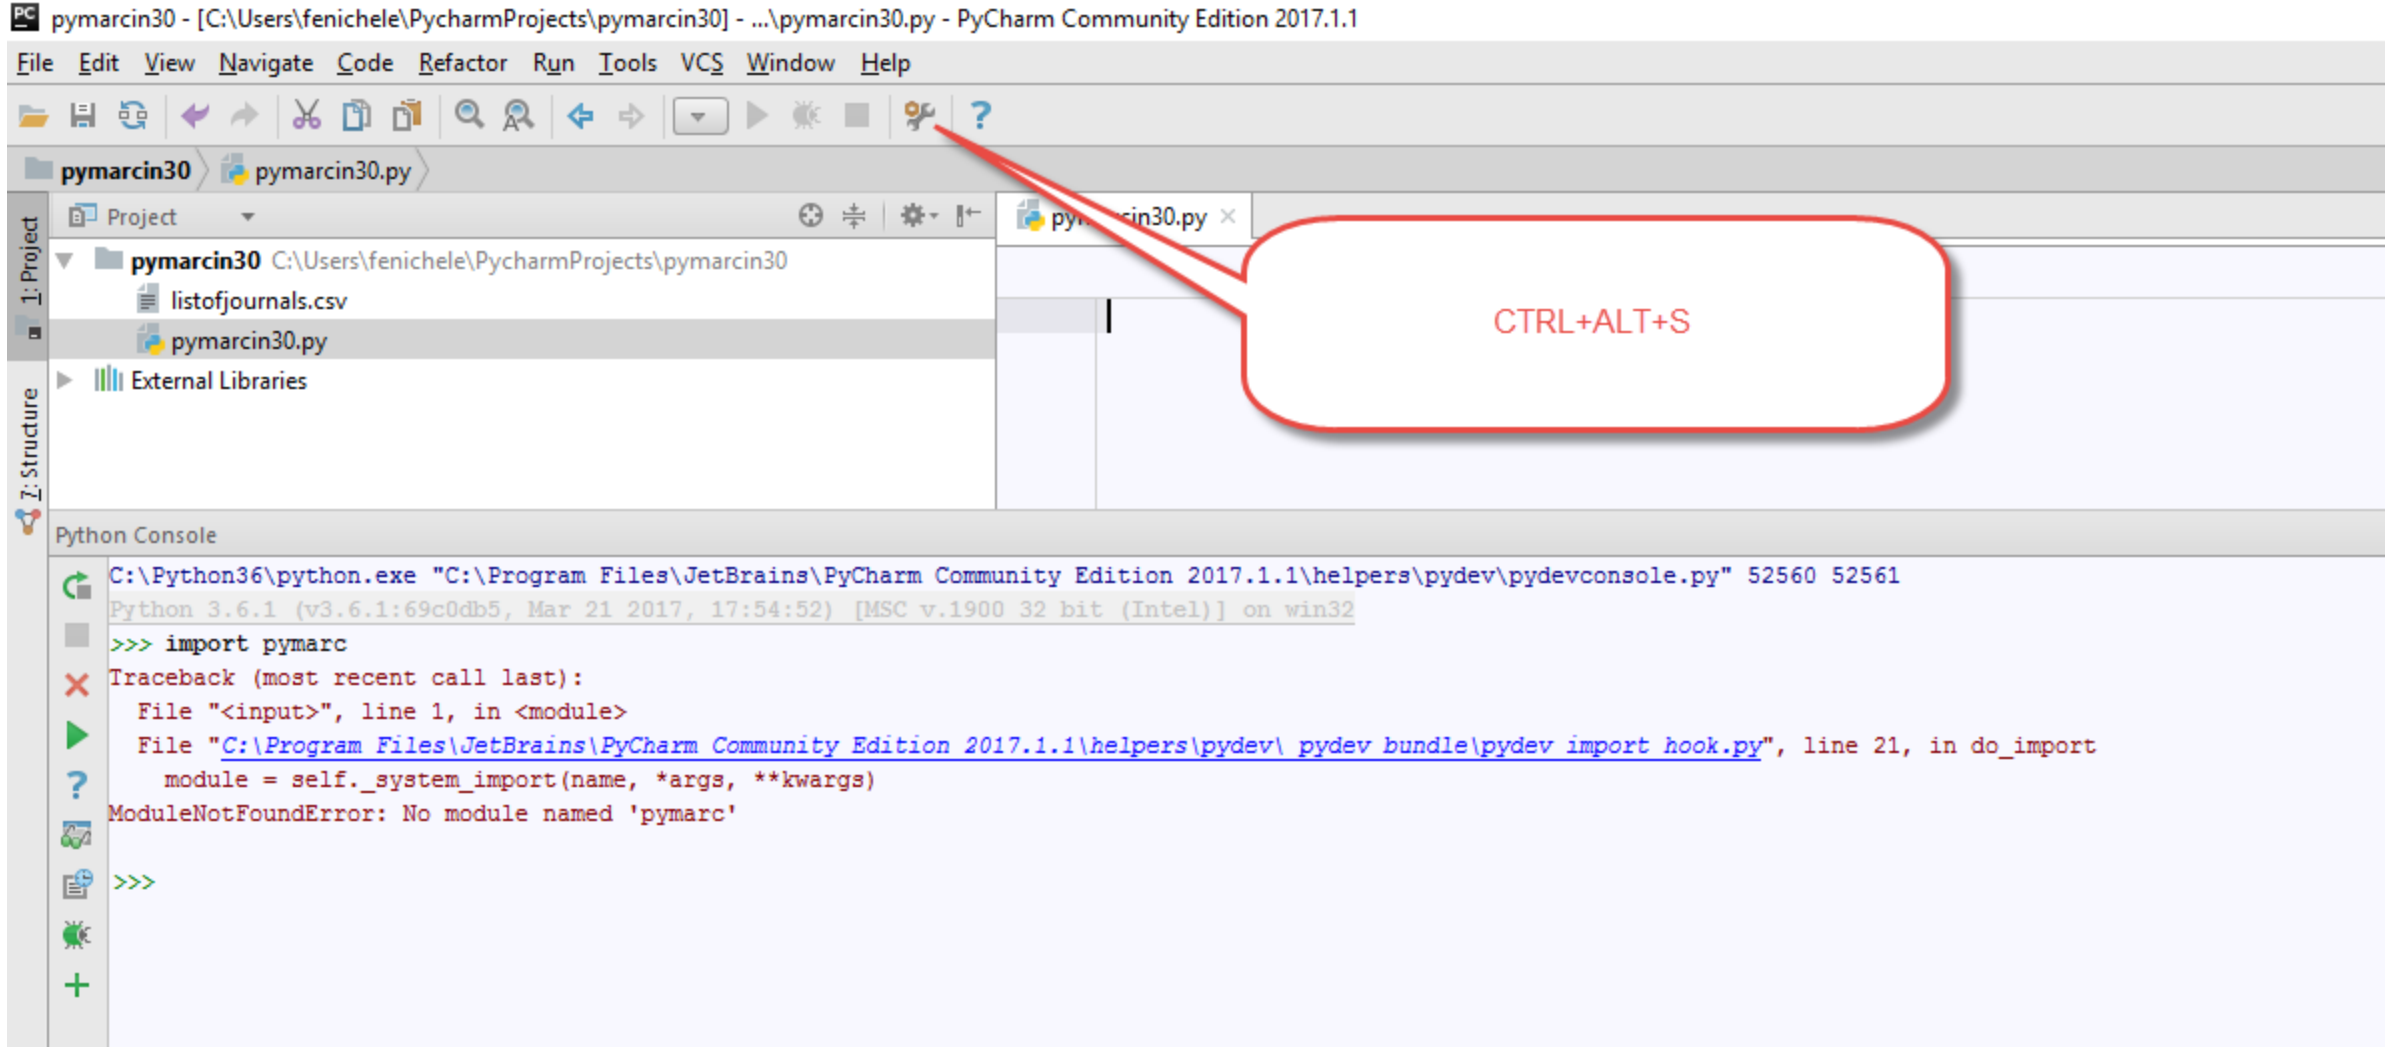 PC pymarcin30 - [C:\Users\fenichele\PycharmProjects\pymarcin30] - ...\pymarcin30.py - PyCharm Community Edition 2017.1.1
File Edit View Navigate Code Refactor Run Tools VCS Window Help
pymarcin30 pymarcin30.py
1: Project
7: Structure
Project
pymarcin30 C:\Users\fenichele\PycharmProjects\pymarcin30
listofjournals.csv
pymarcin30.py
External Libraries
CTRL+ALT+S
Python Console
C:\Python36\python.exe "C:\Program Files\JetBrains\PyCharm Community Edition 2017.1.1\helpers\pydev\pydevconsole.py" 52560 52561
Python 3.6.1 (v3.6.1:69c0db5, Mar 21 2017, 17:54:52) [MSC v.1900 32 bit (Intel)] on win32
>>> import pymarc
Traceback (most recent call last):
  File "<input>", line 1, in <module>
  File "C:\Program Files\JetBrains\PyCharm Community Edition 2017.1.1\helpers\pydev\_pydev_bundle\pydev_import_hook.py", line 21, in do_import
    module = self._system_import(name, *args, **kwargs)
ModuleNotFoundError: No module named 'pymarc'
>>>